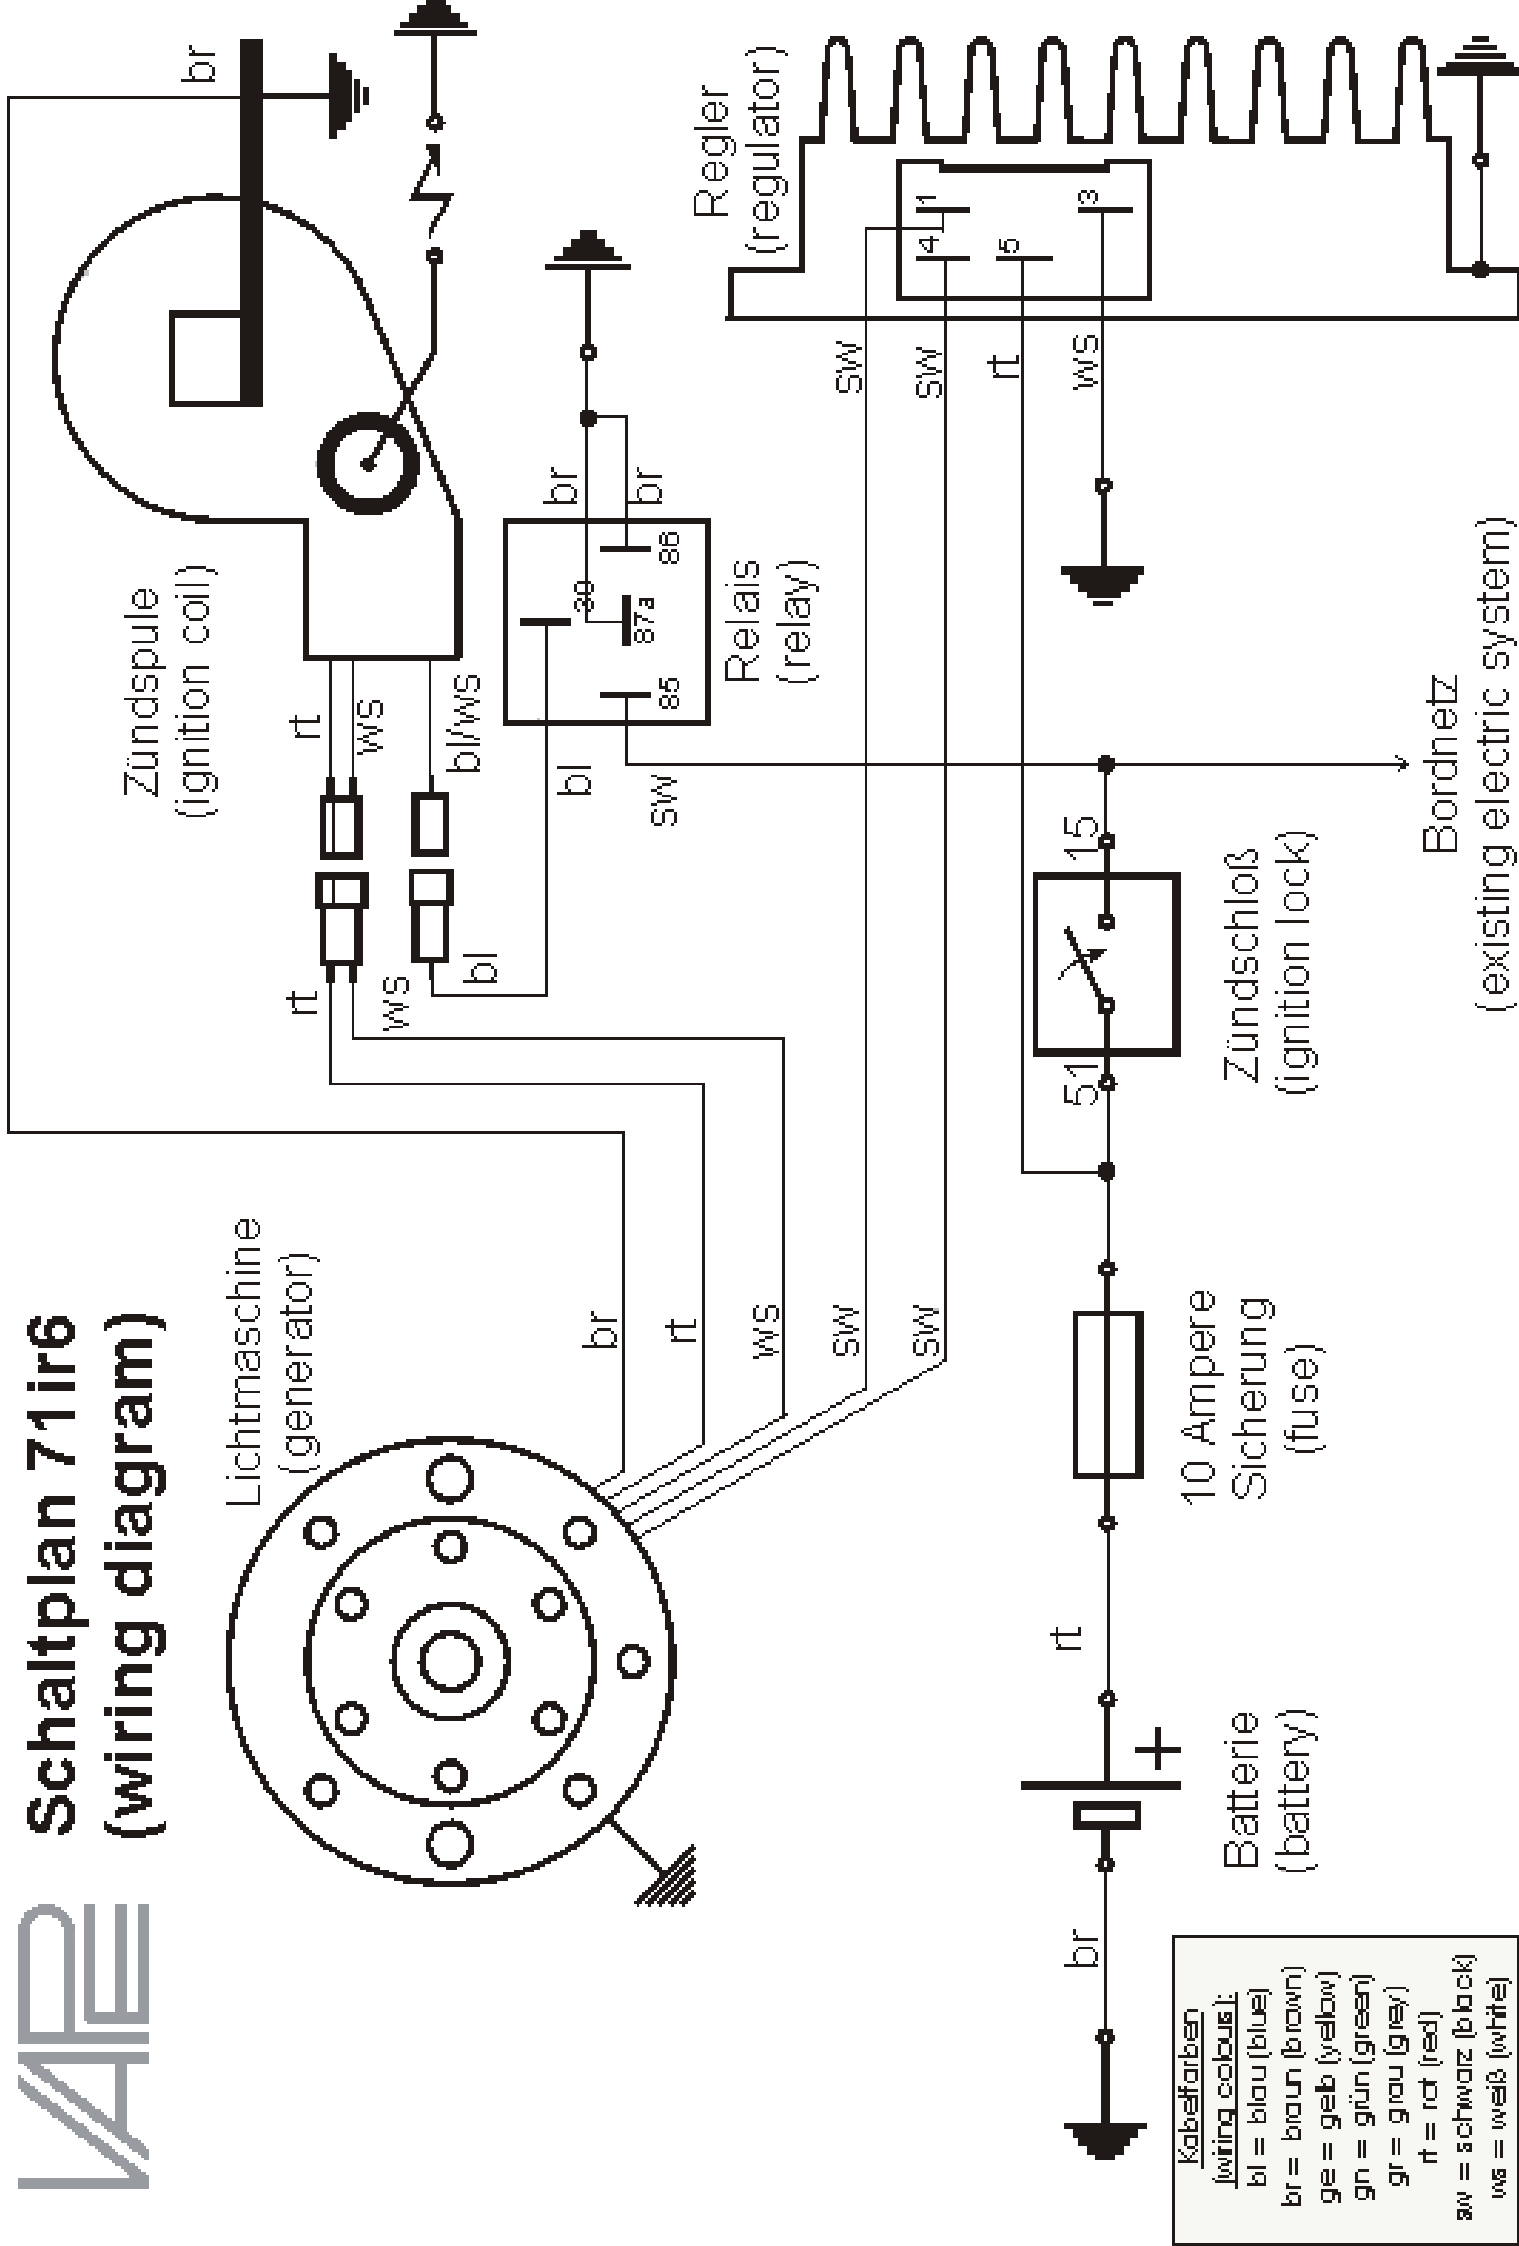 VAPE
Schaltplan 71ir6
(wiring diagram)
Lichtmaschine
(generator)
Zündspule
(ignition coil)
br
rt
ws
bl/ws
rt
ws
bl
bl
sw
br
br
30
87a
86
85
Relais
(relay)
Regler
(regulator)
1
4
5
3
sw
sw
rt
ws
br
rt
ws
sw
sw
51
15
Zündschloß
(ignition lock)
Bordnetz
(existing electric system)
10 Ampere
Sicherung
(fuse)
rt
+
Batterie
(battery)
br
Kabelfarben
(wiring colous):
bl = blau (blue)
br = braun (brown)
ge = gelb (yellow)
gn = grün (green)
gr = grau (grey)
rt = rot (red)
sw = schwarz (black)
ws = weiß (white)